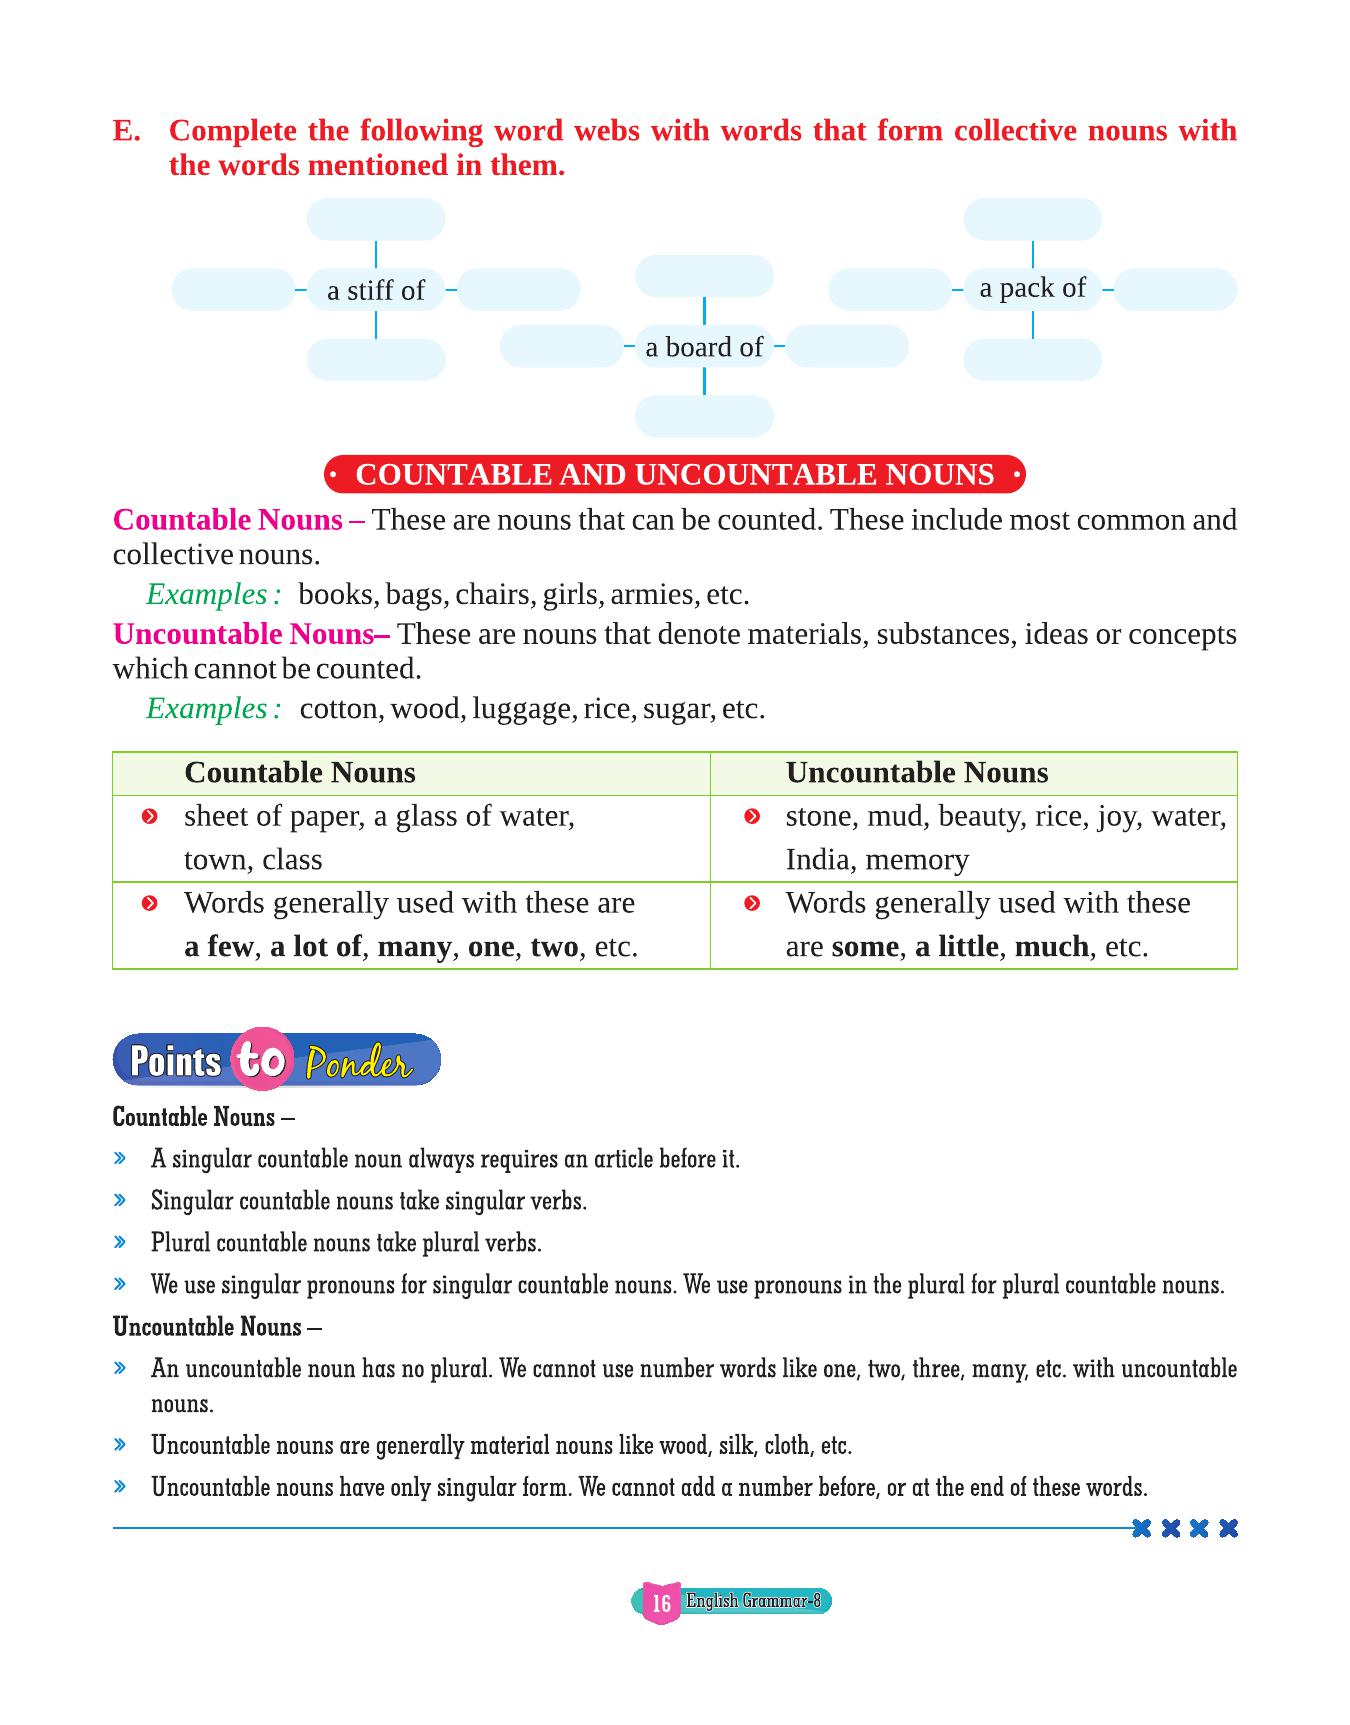 E. Complete the following word webs with words that form collective nouns with
the words mentioned in them.
a stiff of
a board of
a pack of
COUNTABLE AND UNCOUNTABLE NOUNS
Countable Nouns – These are nouns that can be counted. These include most common and
collective nouns.
Examples : books, bags, chairs, girls, armies, etc.
Uncountable Nouns– These are nouns that denote materials, substances, ideas or concepts
which cannot be counted.
Examples : cotton, wood, luggage, rice, sugar, etc.
Countable Nouns
Uncountable Nouns
sheet of paper, a glass of water,
town, class
stone, mud, beauty, rice, joy, water,
India, memory
Words generally used with these are
a few, a lot of, many, one, two, etc.
Words generally used with these
are some, a little, much, etc.
Points to Ponder
Countable Nouns –
» A singular countable noun always requires an article before it.
» Singular countable nouns take singular verbs.
» Plural countable nouns take plural verbs.
» We use singular pronouns for singular countable nouns. We use pronouns in the plural for plural countable nouns.
Uncountable Nouns –
» An uncountable noun has no plural. We cannot use number words like one, two, three, many, etc. with uncountable
nouns.
» Uncountable nouns are generally material nouns like wood, silk, cloth, etc.
» Uncountable nouns have only singular form. We cannot add a number before, or at the end of these words.
16 English Grammar-8